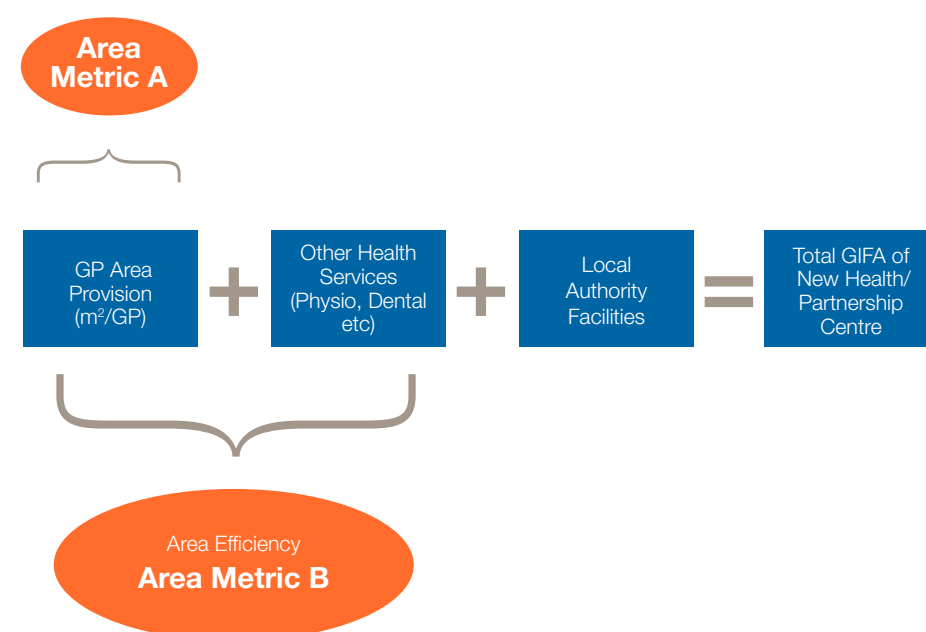 Area
Metric A
GP Area
Provision
(m²/GP)
+
Other Health
Services
(Physio, Dental
etc)
+
Local
Authority
Facilities
=
Total GIFA of
New Health/
Partnership
Centre
Area Efficiency
Area Metric B